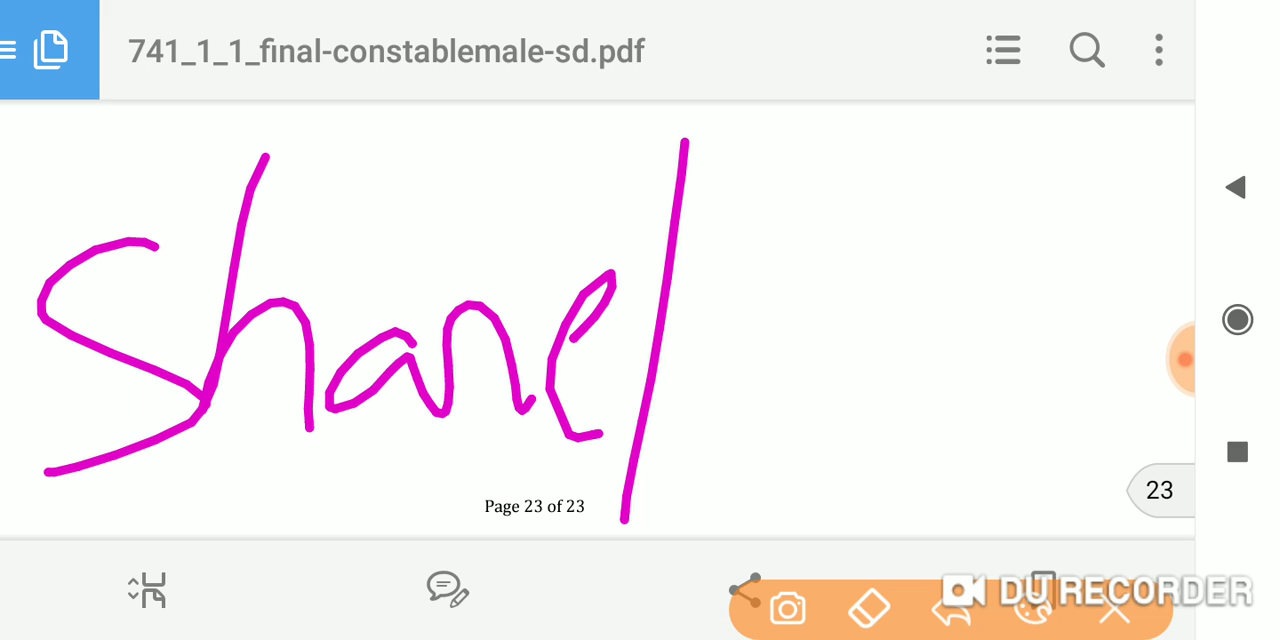 741_1_1_final-constablemale-sd.pdf
Shanel
Page 23 of 23
23
DU RECORDER